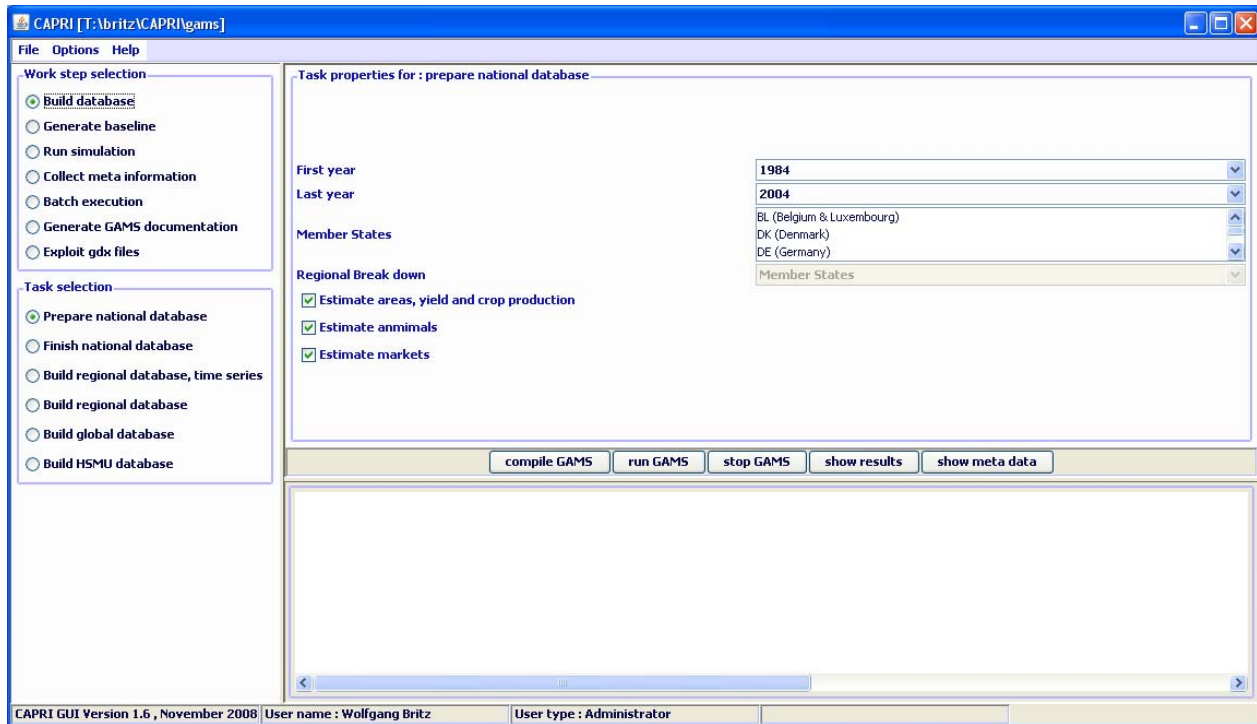 CAPRI [T:\britz\CAPRI\gams]
File Options Help
Work step selection
Build database
Generate baseline
Run simulation
Collect meta information
Batch execution
Generate GAMS documentation
Exploit gdx files
Task selection
Prepare national database
Finish national database
Build regional database, time series
Build regional database
Build global database
Build HSMU database
Task properties for : prepare national database
First year 1984
Last year 2004
Member States
BL (Belgium & Luxembourg)
DK (Denmark)
DE (Germany)
Regional Break down Member States
Estimate areas, yield and crop production
Estimate anmimals
Estimate markets
compile GAMS run GAMS stop GAMS show results show meta data
CAPRI GUI Version 1.6 , November 2008 User name : Wolfgang Britz User type : Administrator